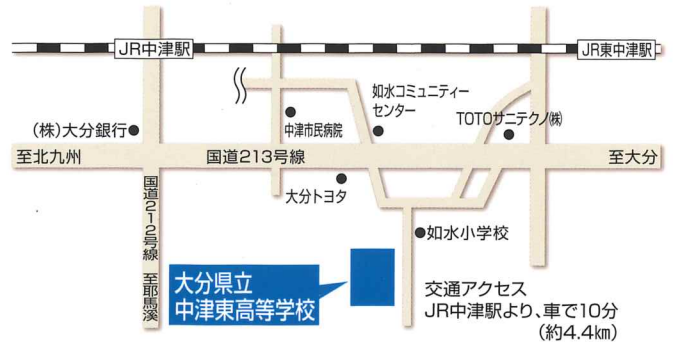 JR中津駅
JR東中津駅
如水コミュニティー
センター
TOTOサニテクノ㈱
(株)大分銀行
中津市民病院
至北九州
国道213号線
至大分
大分トヨタ
国道212号線 至耶馬溪
如水小学校
大分県立
中津東高等学校
交通アクセス
JR中津駅より、車で10分
(約4.4㎞)